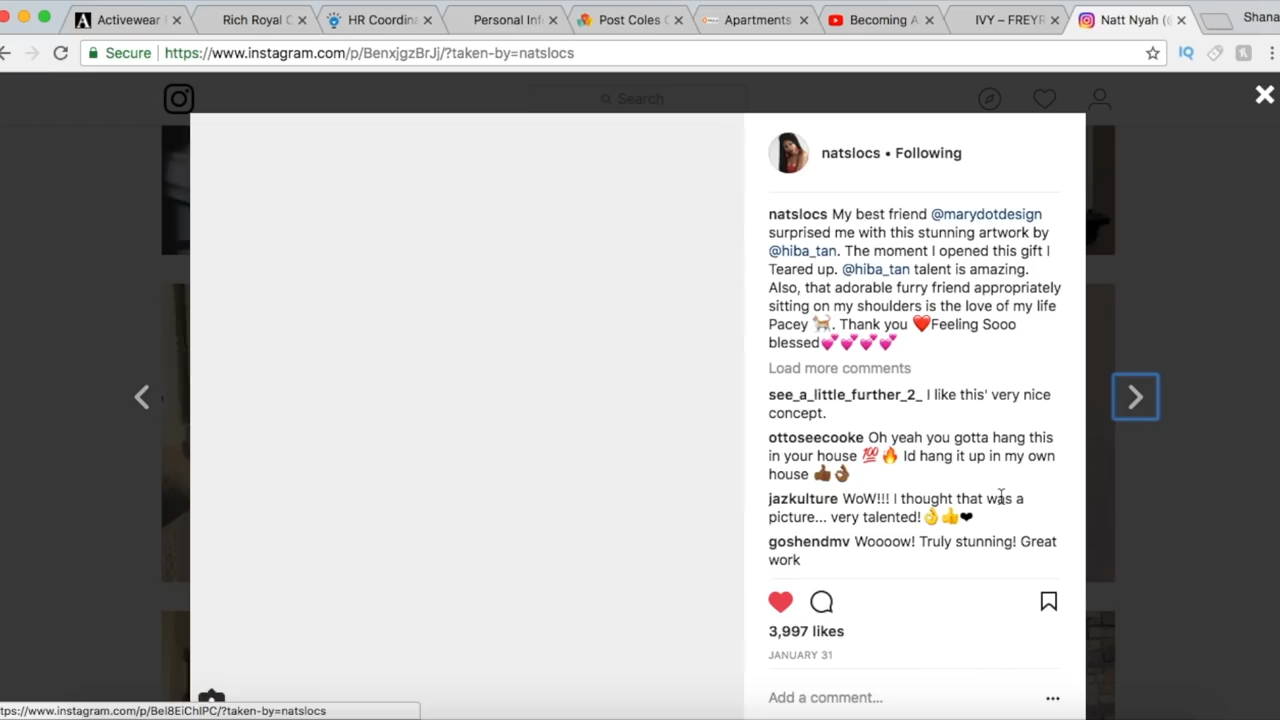 Activewear F
Rich Royal C
HR Coordina
Personal Inf
Post Coles C
Apartments
Becoming A
IVY – FREYR
Natt Nyah (@
Shana
Secure
https://www.instagram.com/p/BenxjgzBrJj/?taken-by=natslocs
Search
natslocs • Following
natslocs My best friend @marydotdesign
surprised me with this stunning artwork by
@hiba_tan. The moment I opened this gift I
Teared up. @hiba_tan talent is amazing.
Also, that adorable furry friend appropriately
sitting on my shoulders is the love of my life
Pacey 🐈. Thank you ❤️Feeling Sooo
blessed💕💕💕💕
Load more comments
see_a_little_further_2_ I like this' very nice
concept.
ottoseecooke Oh yeah you gotta hang this
in your house 💯🔥 Id hang it up in my own
house 👍🏾👌🏾
jazkulture WoW!!! I thought that was a
picture... very talented!👌👍❤
goshendmv Woooow! Truly stunning! Great
work
3,997 likes
JANUARY 31
Add a comment...
ttps://www.instagram.com/p/Bel8EiChIPC/?taken-by=natslocs